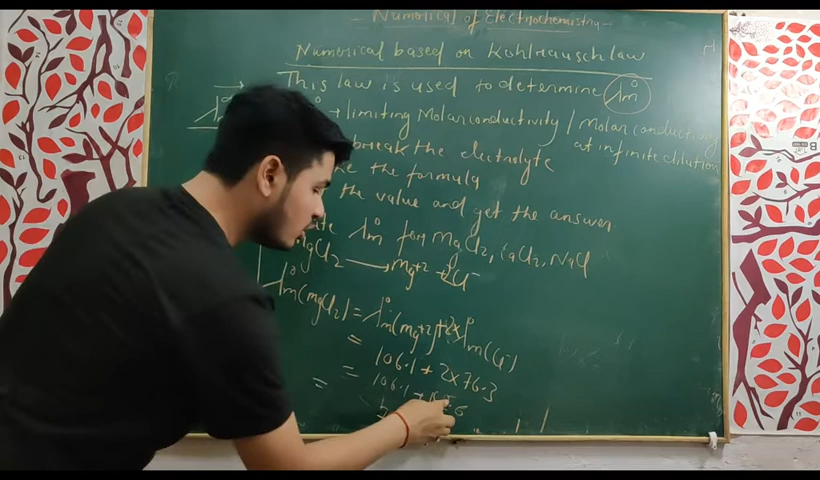 - Numerical of Electrochemistry -
Numerical based on Kohlrausch law
This law is used to determine λ°m
→ limiting Molar conductivity / Molar conductivity
at infinite dilution
break the electrolyte
the formula
the value and get the answer
λ°m for MgCl2, CaCl2, NaCl
MgCl2 → Mg+2 + 2Cl-
λ°m(MgCl2) = λ°m(Mg+2) + 2×λ°m(Cl-)
= 106.1 + 2×76.3
= 106.1 +
=